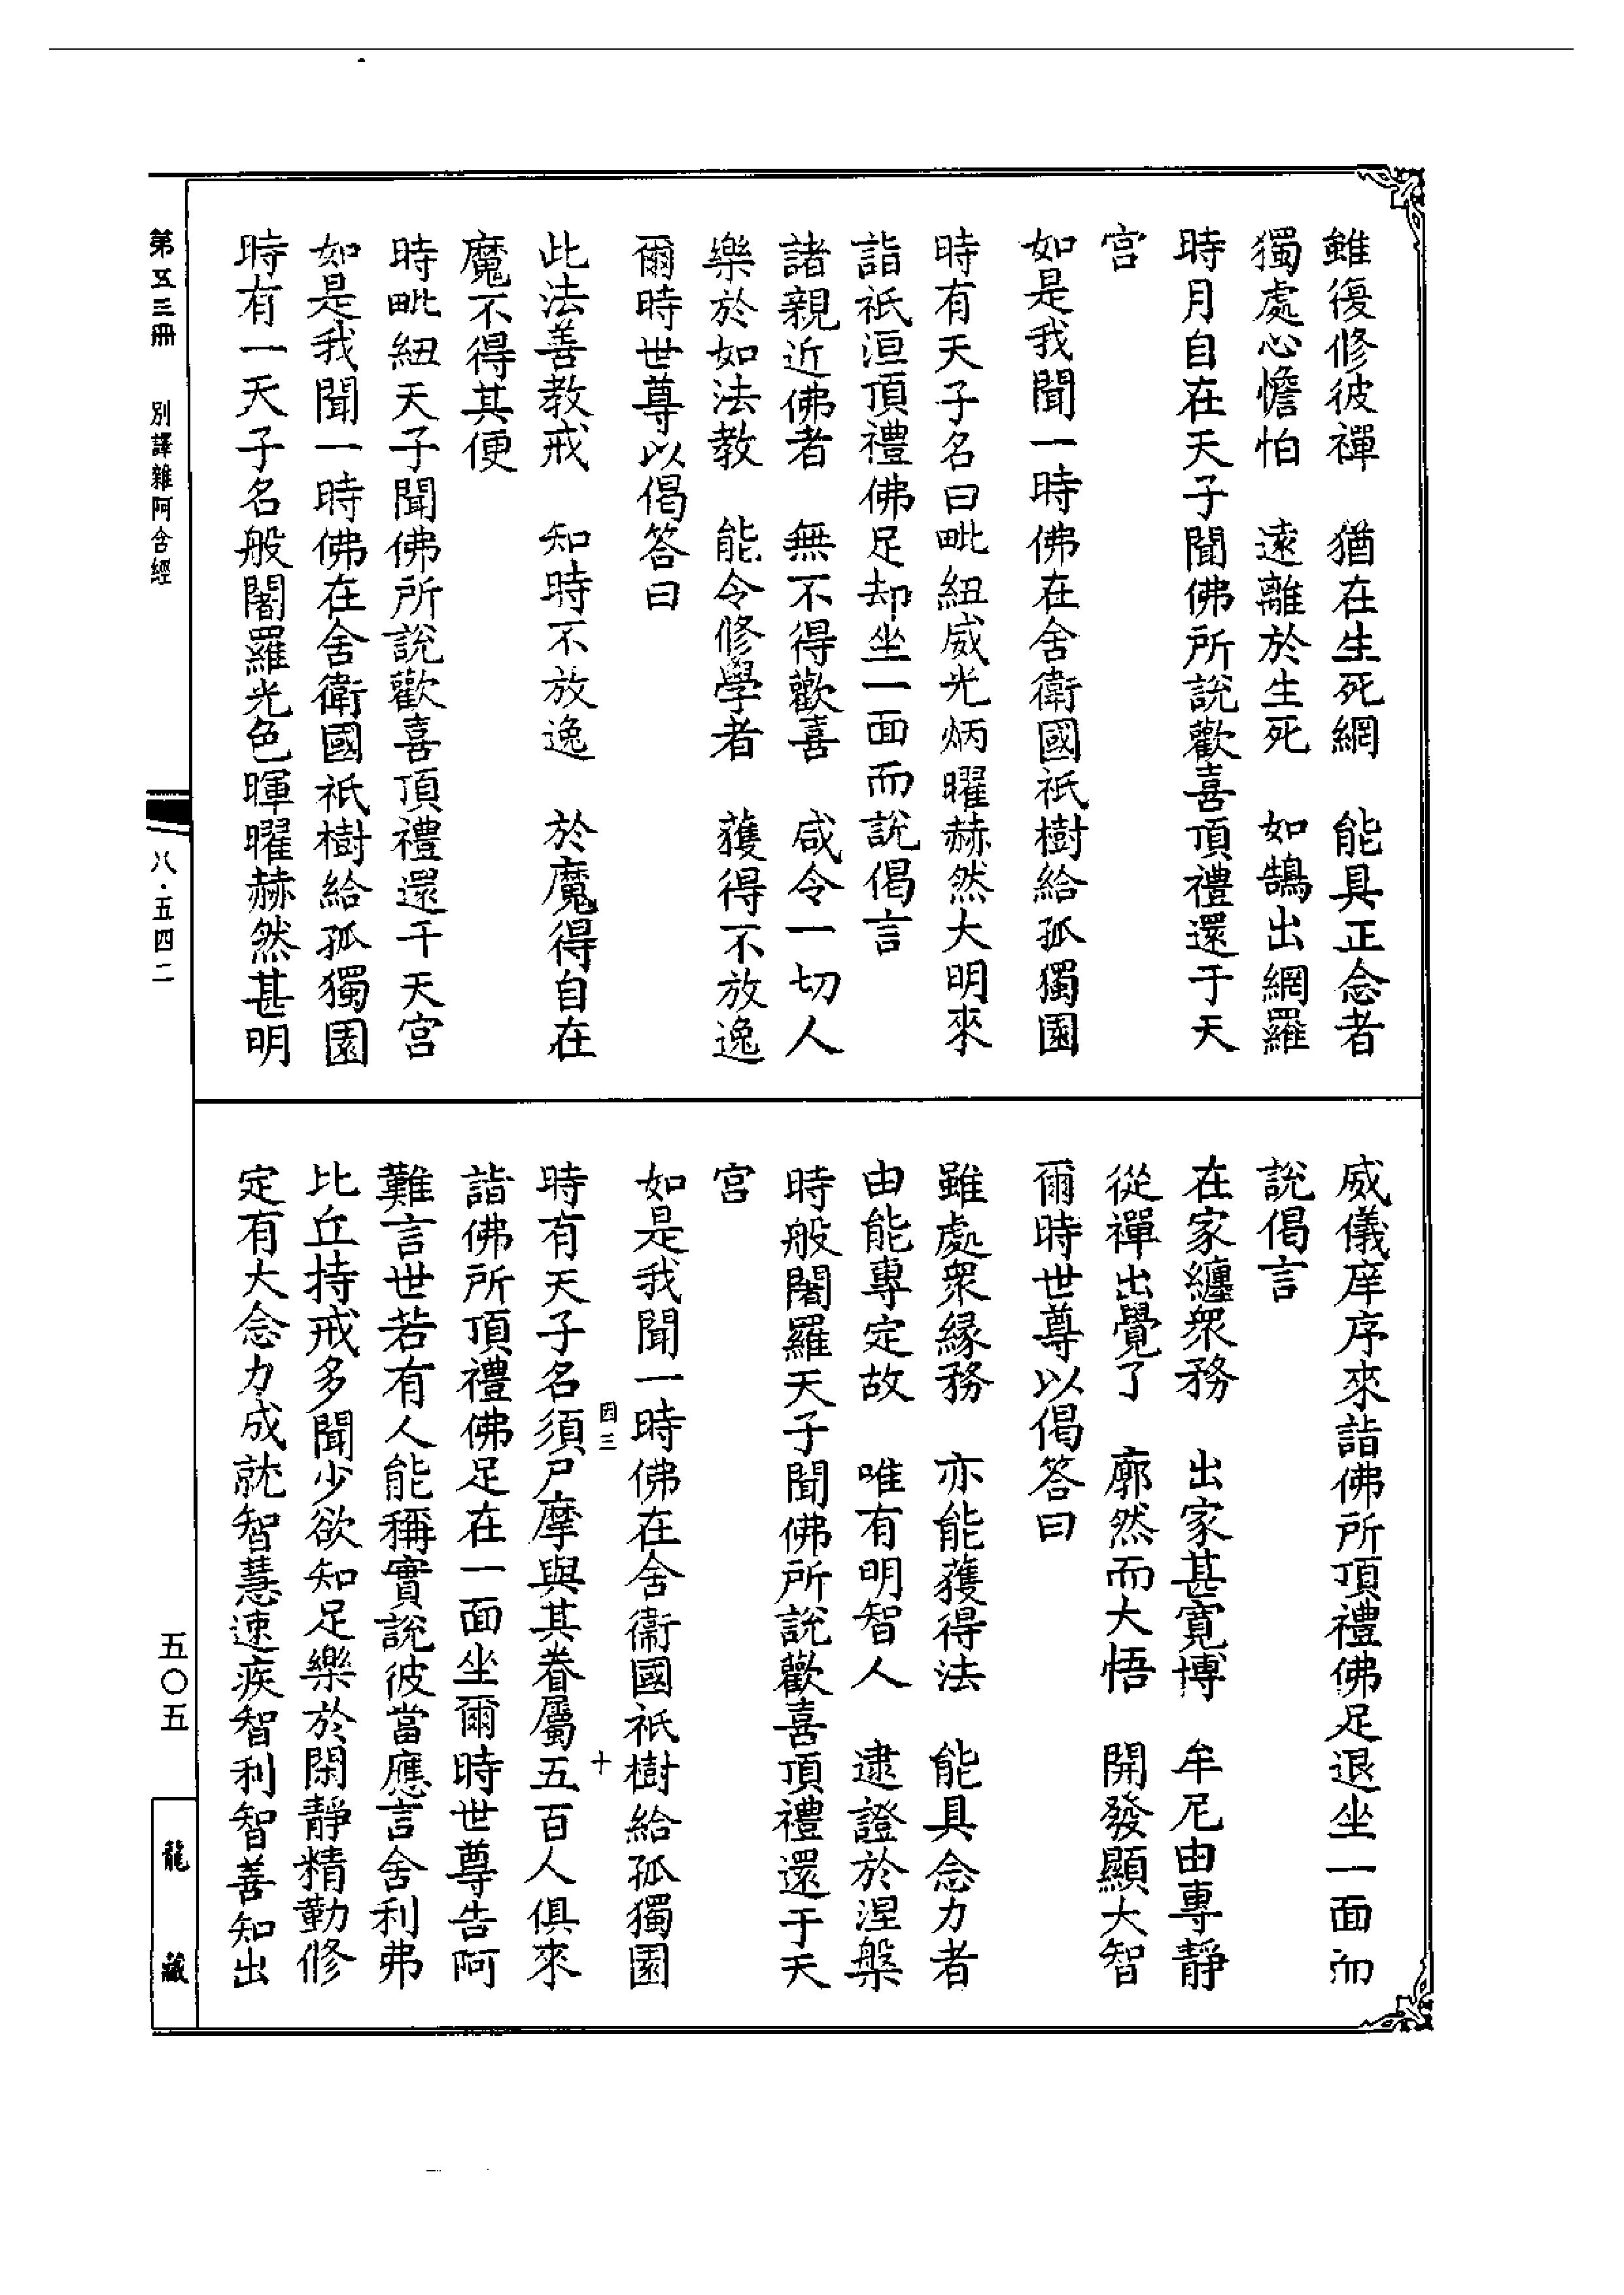 雖復修彼禪　猶在生死網　能具正念者
獨處心憺怕　遠離於生死　如鵠出網羅
時月自在天子聞佛所說歡喜頂禮還于天
宮
如是我聞一時佛在舍衛國祇樹給孤獨園
時有天子名曰毗紐威光炳曜赫然大明來
詣祇洹頂禮佛足却坐一面而說偈言
諸親近佛者　無不得歡喜　咸令一切人
樂於如法教　能令修學者　獲得不放逸
爾時世尊以偈答曰
此法善教戒　知時不放逸　於魔得自在
魔不得其便
時毗紐天子聞佛所說歡喜頂禮還于天宮
如是我聞一時佛在舍衛國祇樹給孤獨園
時有一天子名般闍羅光色暉曜赫然甚明
威儀庠序來詣佛所頂禮佛足退坐一面而
說偈言
在家纏眾務　出家甚寬博　牟尼由專靜
從禪出覺了　廓然而大悟　開發顯大智
爾時世尊以偈答曰
雖處眾緣務　亦能獲得法　能具念力者
由能專定故　唯有明智人　逮證於涅槃
時般闍羅天子聞佛所說歡喜頂禮還于天
宮
如是我聞一時佛在舍衛國祇樹給孤獨園
因三　十
時有天子名須尸摩與其眷屬五百人俱來
詣佛所頂禮佛足在一面坐爾時世尊告阿
難言世若有人能稱實說彼當應言舍利弗
比丘持戒多聞少欲知足樂於閑靜精勤修
定有大念力成就智慧速疾智利智善知出
第五三冊　別譯雜阿含經
八·五四二
五〇五
龍藏